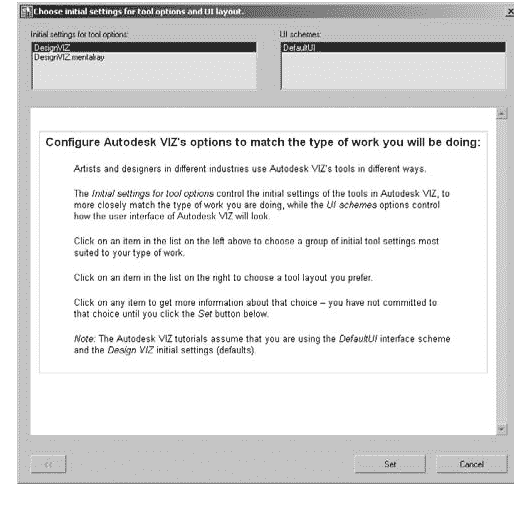 Choose initial settings for tool options and UI layout.
Initial settings for tool options:
UI schemes:
DesignVIZ
DesignVIZ.mentalray
DefaultUI
Configure Autodesk VIZ's options to match the type of work you will be doing:
Artists and designers in different industries use Autodesk VIZ's tools in different ways.
The Initial settings for tool options control the initial settings of the tools in Autodesk VIZ, to
more closely match the type of work you are doing, while the UI schemes options control
how the user interface of Autodesk VIZ will look.
Click on an item in the list on the left above to choose a group of initial tool settings most
suited to your type of work.
Click on an item in the list on the right to choose a tool layout you prefer.
Click on any item to get more information about that choice – you have not committed to
that choice until you click the Set button below.
Note: The Autodesk VIZ tutorials assume that you are using the DefaultUI interface scheme
and the Design VIZ initial settings (defaults).
<<
Set
Cancel